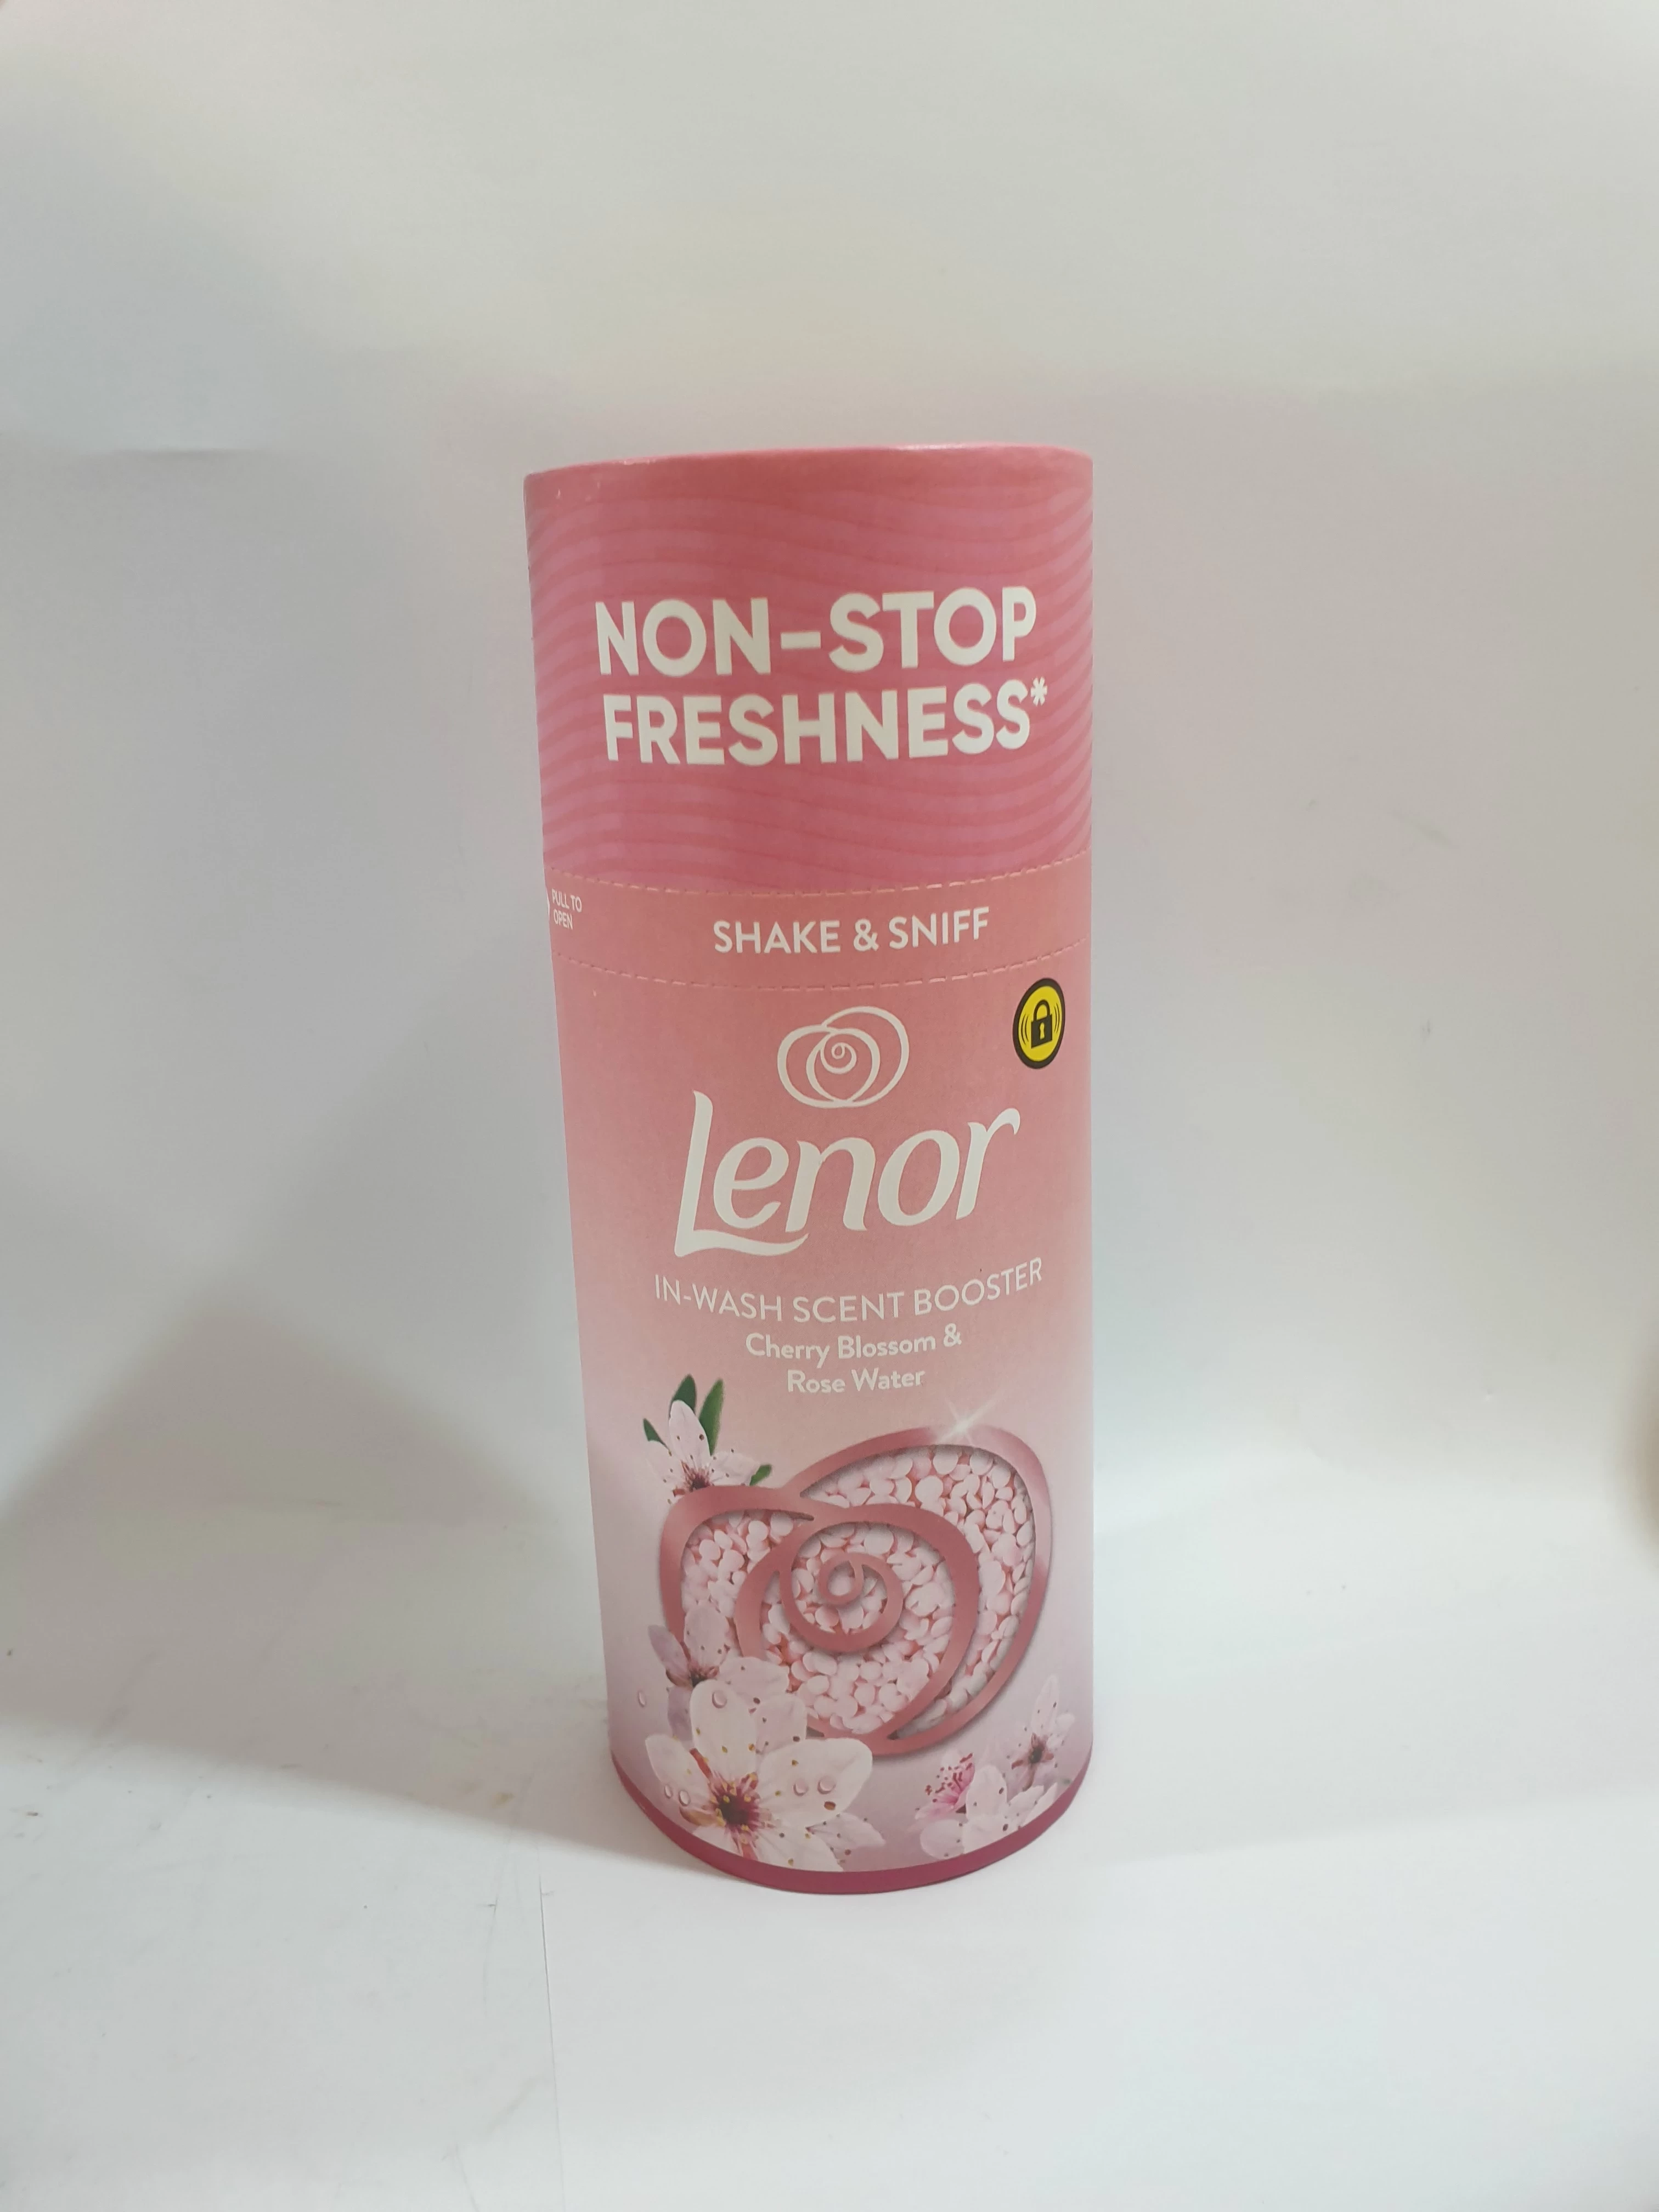 NON-STOP
FRESHNESS*
PULL TO
OPEN
SHAKE & SNIFF
Lenor
IN-WASH SCENT BOOSTER
Cherry Blossom &
Rose Water